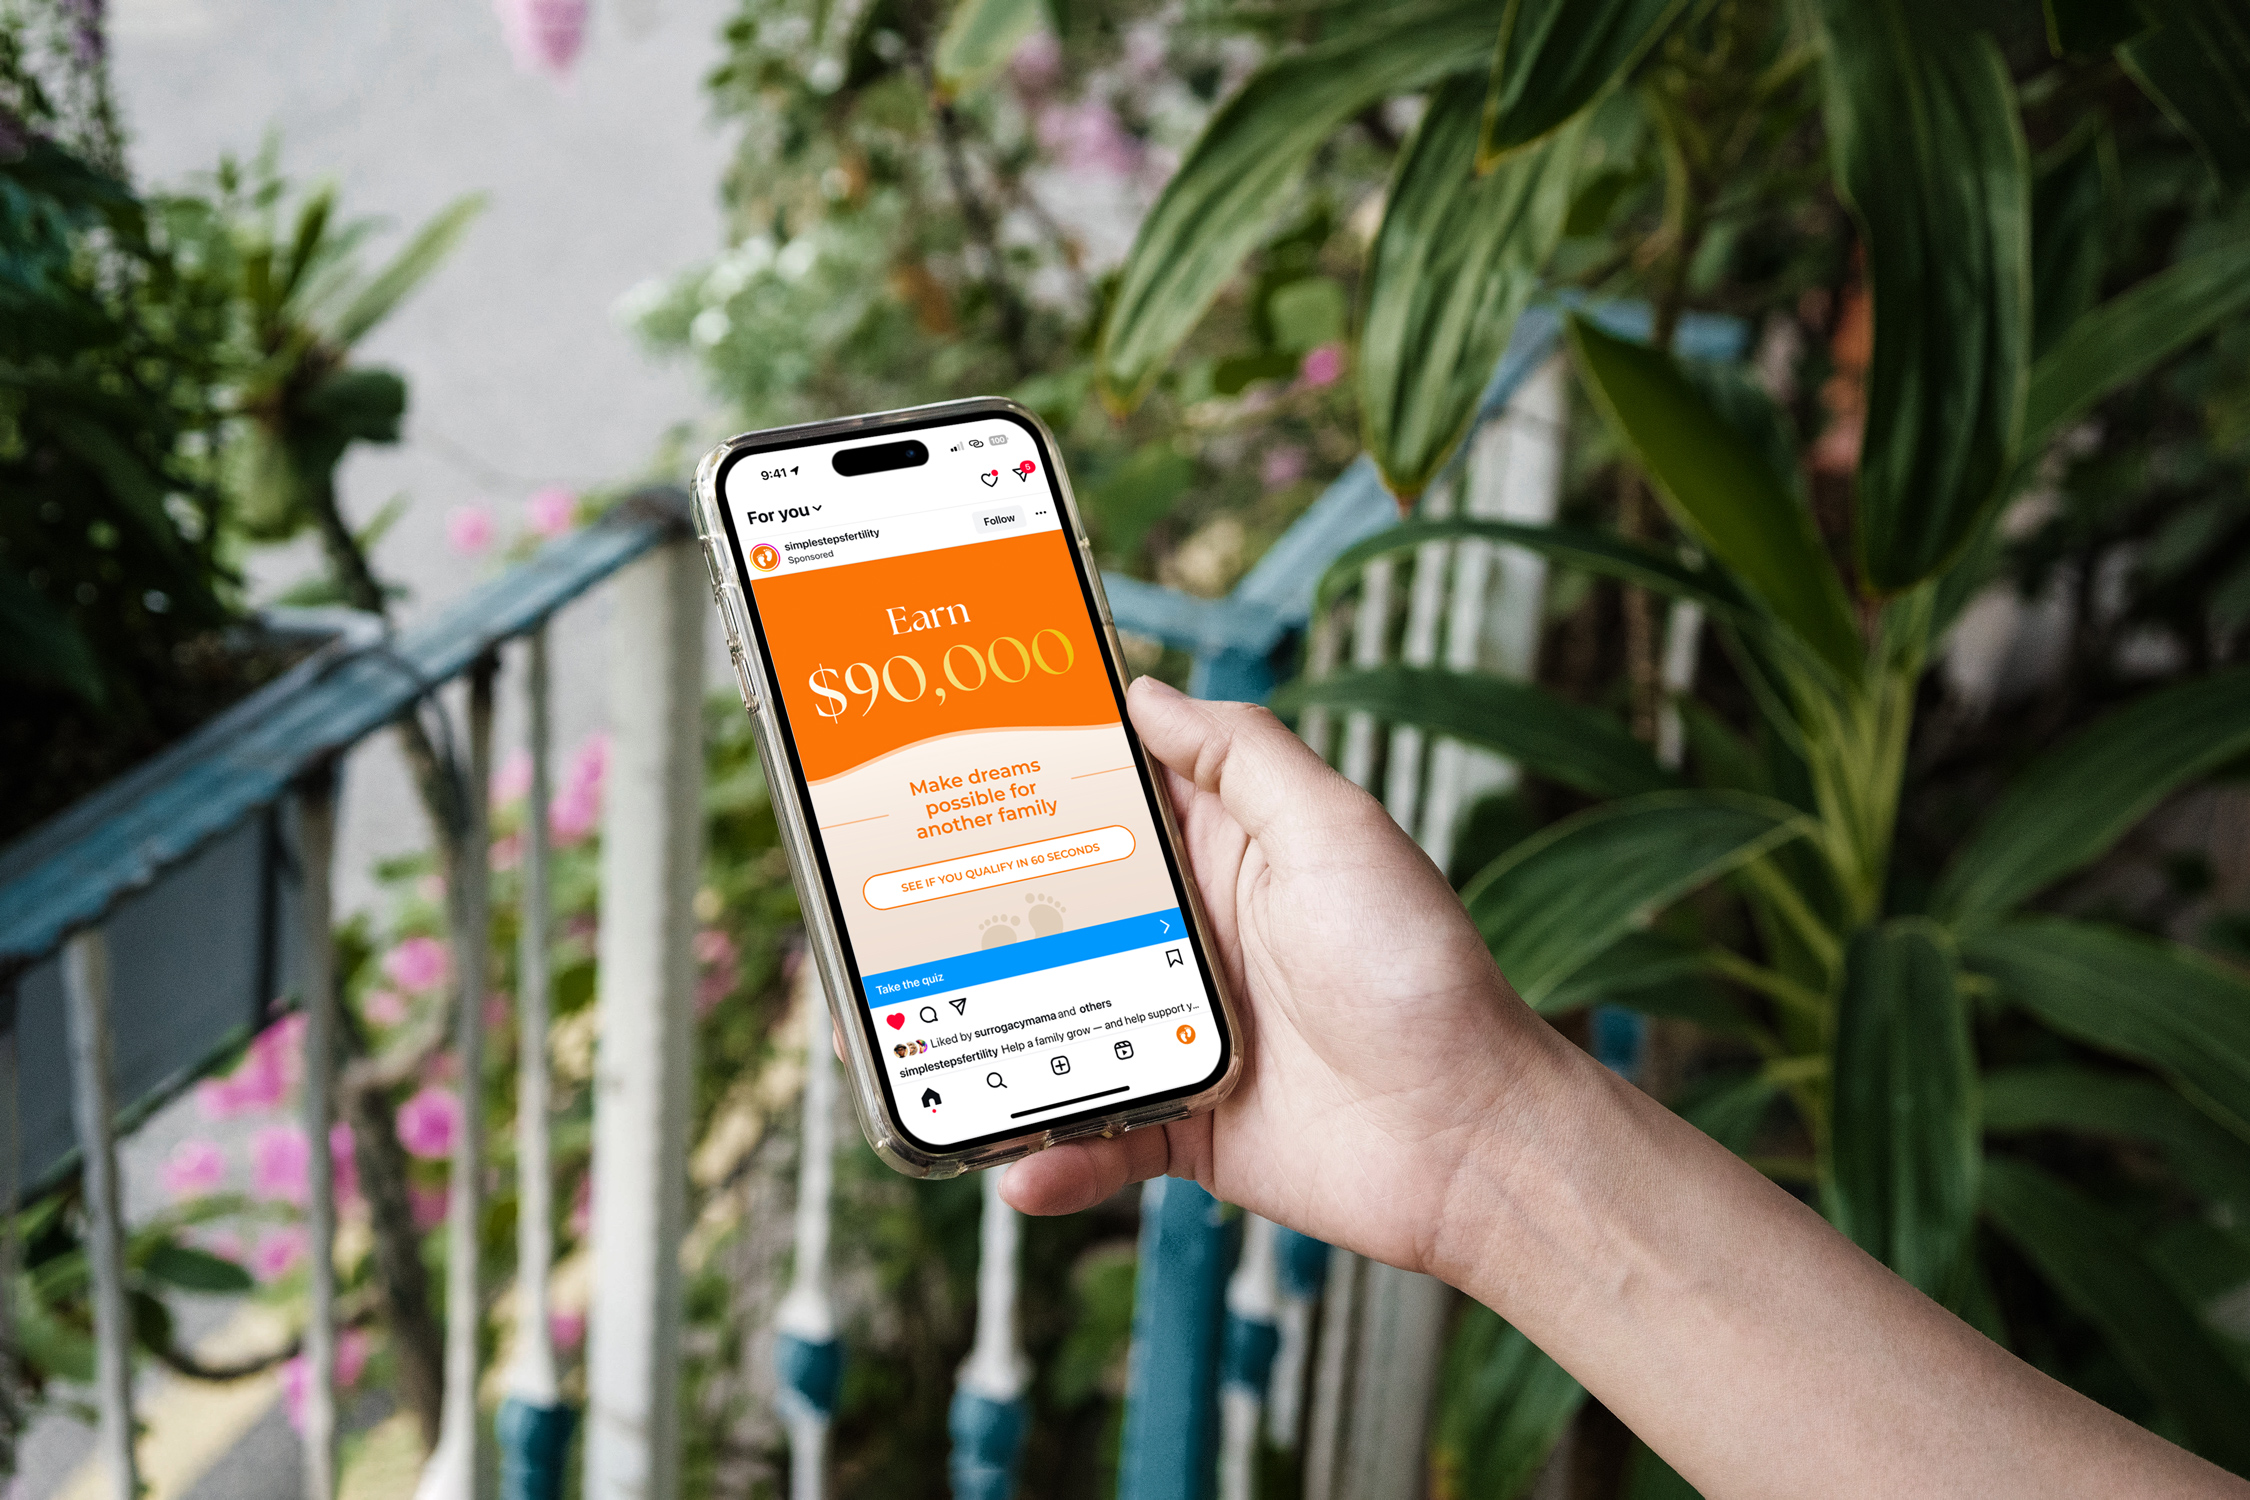 9:41
100
5
For you
simplestepsfertility
Sponsored
Follow
Earn
$90,000
Make dreams
possible for
another family
SEE IF YOU QUALIFY IN 60 SECONDS
Take the quiz
Liked by surrogacymama and others
simplestepsfertility Help a family grow — and help support y...